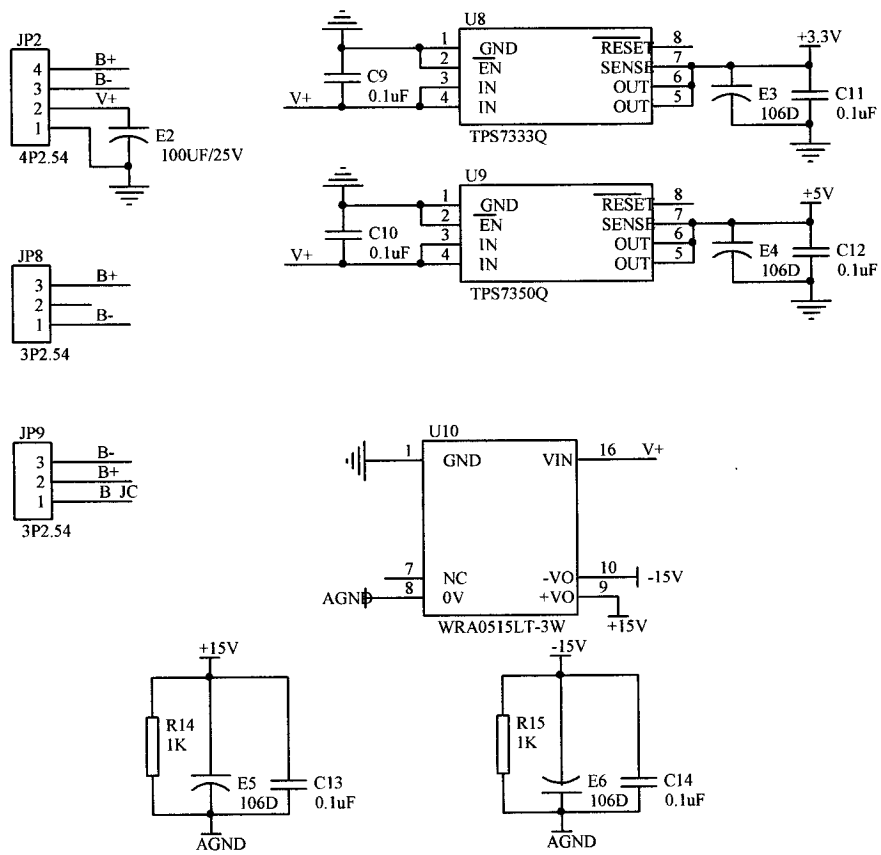 JP2
4 B+
3 B-
2 V+
1
4P2.54
E2
100UF/25V
U8
1 GND
2 EN
3 IN
4 IN
RESET 8
SENSE 7
OUT 6
OUT 5
TPS7333Q
C9
0.1uF
V+
+3.3V
E3
106D
C11
0.1uF
U9
1 GND
2 EN
3 IN
4 IN
RESET 8
SENSE 7
OUT 6
OUT 5
TPS7350Q
C10
0.1uF
V+
+5V
E4
106D
C12
0.1uF
JP8
3 B+
2
1 B-
3P2.54
JP9
3 B-
2 B+
1 B JC
3P2.54
U10
1 GND
VIN 16 V+
7 NC
AGND 8 0V
-VO 10 -15V
+VO 9
+15V
WRA0515LT-3W
+15V
R14
1K
E5
106D
C13
0.1uF
AGND
-15V
R15
1K
E6
106D
C14
0.1uF
AGND